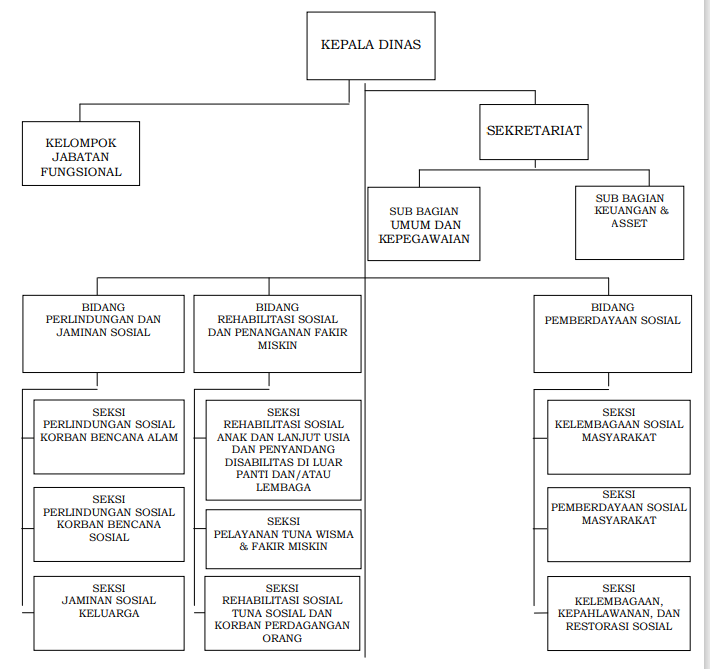 KEPALA DINAS
KELOMPOK
JABATAN
FUNGSIONAL
SEKRETARIAT
SUB BAGIAN
UMUM DAN
KEPEGAWAIAN
SUB BAGIAN
KEUANGAN &
ASSET
BIDANG
PERLINDUNGAN DAN
JAMINAN SOSIAL
BIDANG
REHABILITASI SOSIAL
DAN PENANGANAN FAKIR
MISKIN
BIDANG
PEMBERDAYAAN SOSIAL
SEKSI
PERLINDUNGAN SOSIAL
KORBAN BENCANA ALAM
SEKSI
PERLINDUNGAN SOSIAL
KORBAN BENCANA
SOSIAL
SEKSI
JAMINAN SOSIAL
KELUARGA
SEKSI
REHABILITASI SOSIAL
ANAK DAN LANJUT USIA
DAN PENYANDANG
DISABILITAS DI LUAR
PANTI DAN/ATAU
LEMBAGA
SEKSI
PELAYANAN TUNA WISMA
& FAKIR MISKIN
SEKSI
REHABILITASI SOSIAL
TUNA SOSIAL DAN
KORBAN PERDAGANGAN
ORANG
SEKSI
KELEMBAGAAN SOSIAL
MASYARAKAT
SEKSI
PEMBERDAYAAN SOSIAL
MASYARAKAT
SEKSI
KELEMBAGAAN,
KEPAHLAWANAN, DAN
RESTORASI SOSIAL